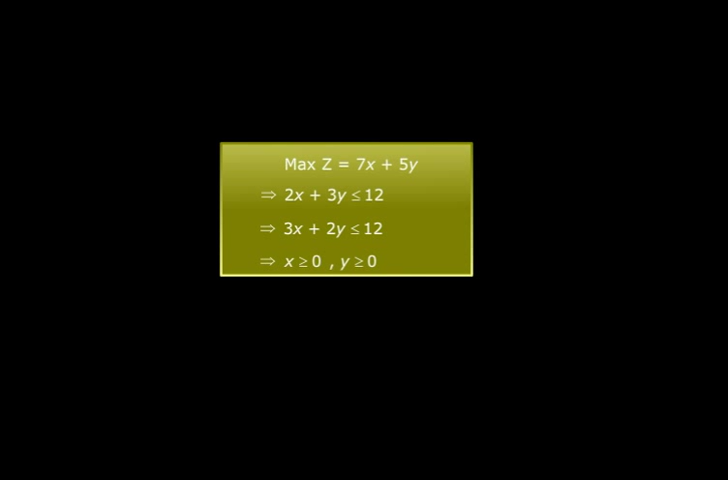 Max Z = 7x + 5y
⇒ 2x + 3y ≤ 12
⇒ 3x + 2y ≤ 12
⇒ x ≥ 0 , y ≥ 0